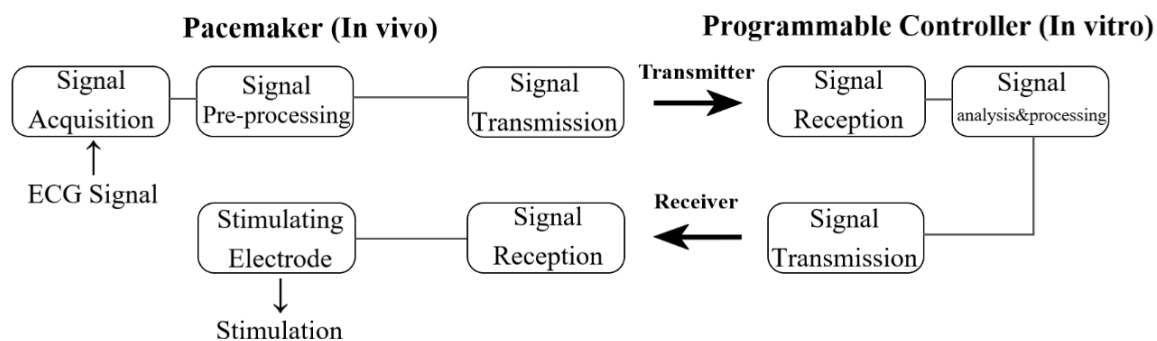 Pacemaker (In vivo)
Programmable Controller (In vitro)
Signal
Acquisition
Signal
Pre-processing
Signal
Transmission
Transmitter
Signal
Reception
Signal
analysis&processing
ECG Signal
Stimulating
Electrode
Signal
Reception
Receiver
Signal
Transmission
Stimulation